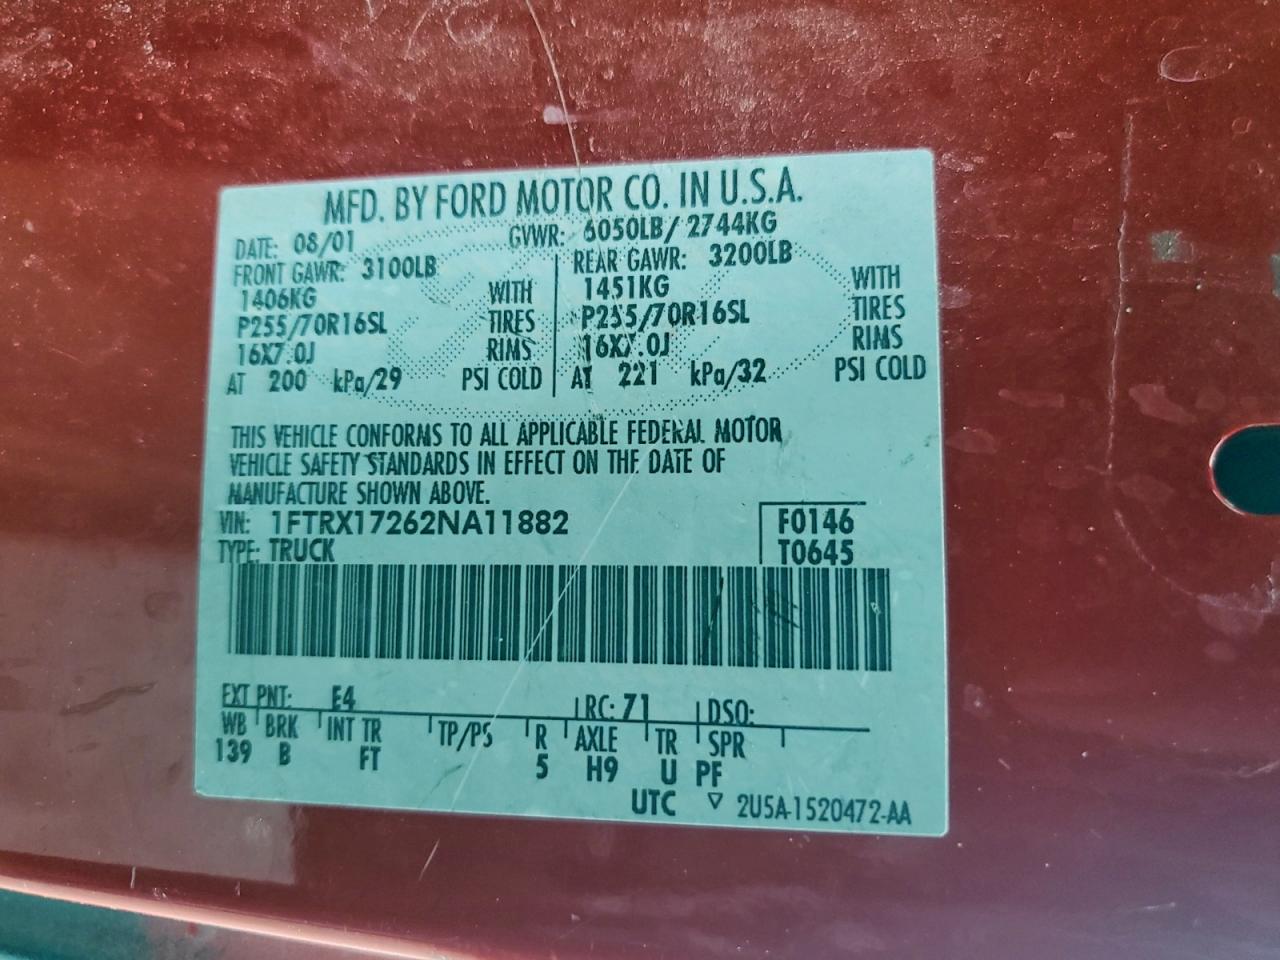 MFD. BY FORD MOTOR CO. IN U.S.A.
DATE: 08/01 GVWR: 6050LB/ 2744KG
FRONT GAWR: 3100LB REAR GAWR: 3200LB
1406KG WITH 1451KG WITH
P255/70R16SL TIRES P255/70R16SL TIRES
16X7.0J RIMS 16X7.0J RIMS
AT 200 kPa/29 PSI COLD AT 221 kPa/32 PSI COLD
THIS VEHICLE CONFORMS TO ALL APPLICABLE FEDERAL MOTOR
VEHICLE SAFETY STANDARDS IN EFFECT ON THE DATE OF
MANUFACTURE SHOWN ABOVE.
VIN: 1FTRX17262NA11882 F0146
TYPE: TRUCK T0645
EXT PNT: E4 RC: 71 DSO:
WB BRK INT TR TP/PS R AXLE TR SPR
139 B FT 5 H9 U PF
UTC ▽ 2U5A-1520472-AA